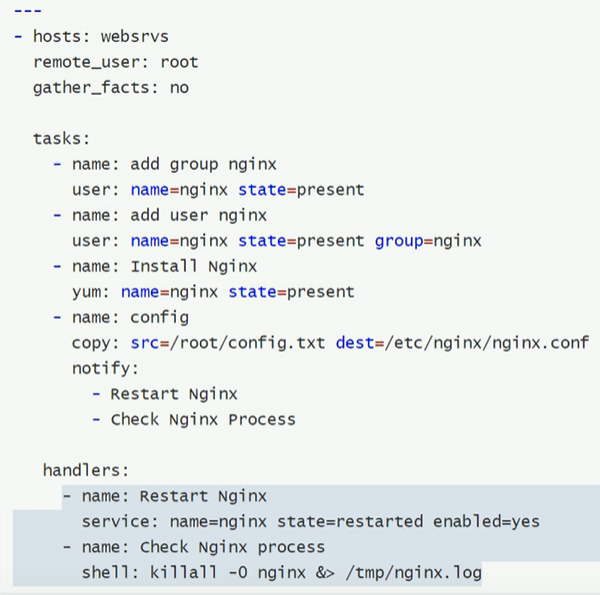 ---
- hosts: websrvs
  remote_user: root
  gather_facts: no

  tasks:
    - name: add group nginx
      user: name=nginx state=present
    - name: add user nginx
      user: name=nginx state=present group=nginx
    - name: Install Nginx
      yum: name=nginx state=present
    - name: config
      copy: src=/root/config.txt dest=/etc/nginx/nginx.conf
      notify:
        - Restart Nginx
        - Check Nginx Process

   handlers:
     - name: Restart Nginx
       service: name=nginx state=restarted enabled=yes
     - name: Check Nginx process
       shell: killall -0 nginx &> /tmp/nginx.log